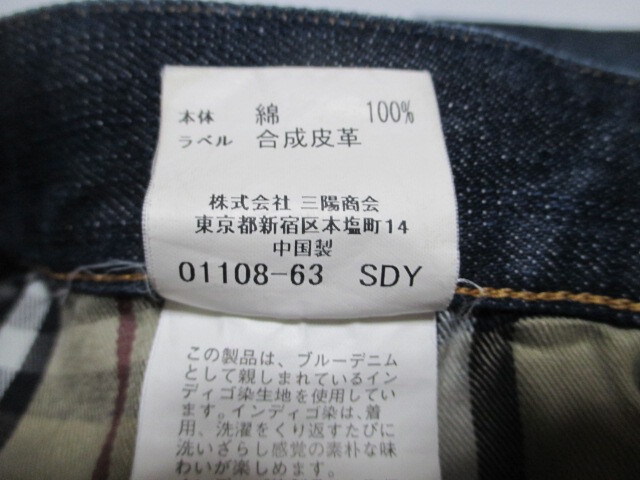 本体 綿 100%
ラベル 合成皮革
株式会社 三陽商会
東京都新宿区本塩町14
中国製
01108-63 SDY
この製品は、ブルーデニム
として親しまれているイン
ディゴ染生地を使用してい
ます。インディゴ染は、着
用、洗濯をくり返すたびに
洗いざらし感覚の素朴な味
わいが楽しめます。